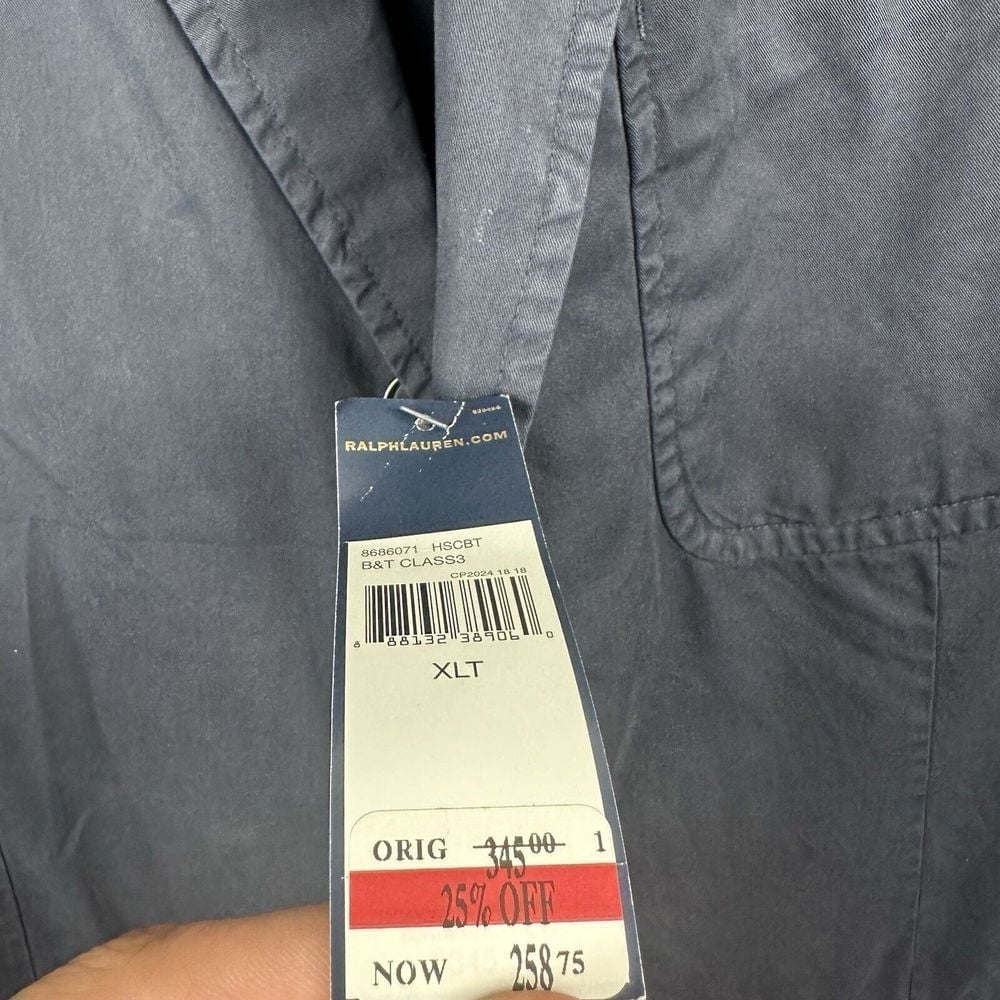 RALPHLAUREN.COM
8686071 HSCBT
B&T CLASS3
CP2024 18 18
8 88132 38906 0
XLT
ORIG 345 00 1
25% OFF
NOW 258 75